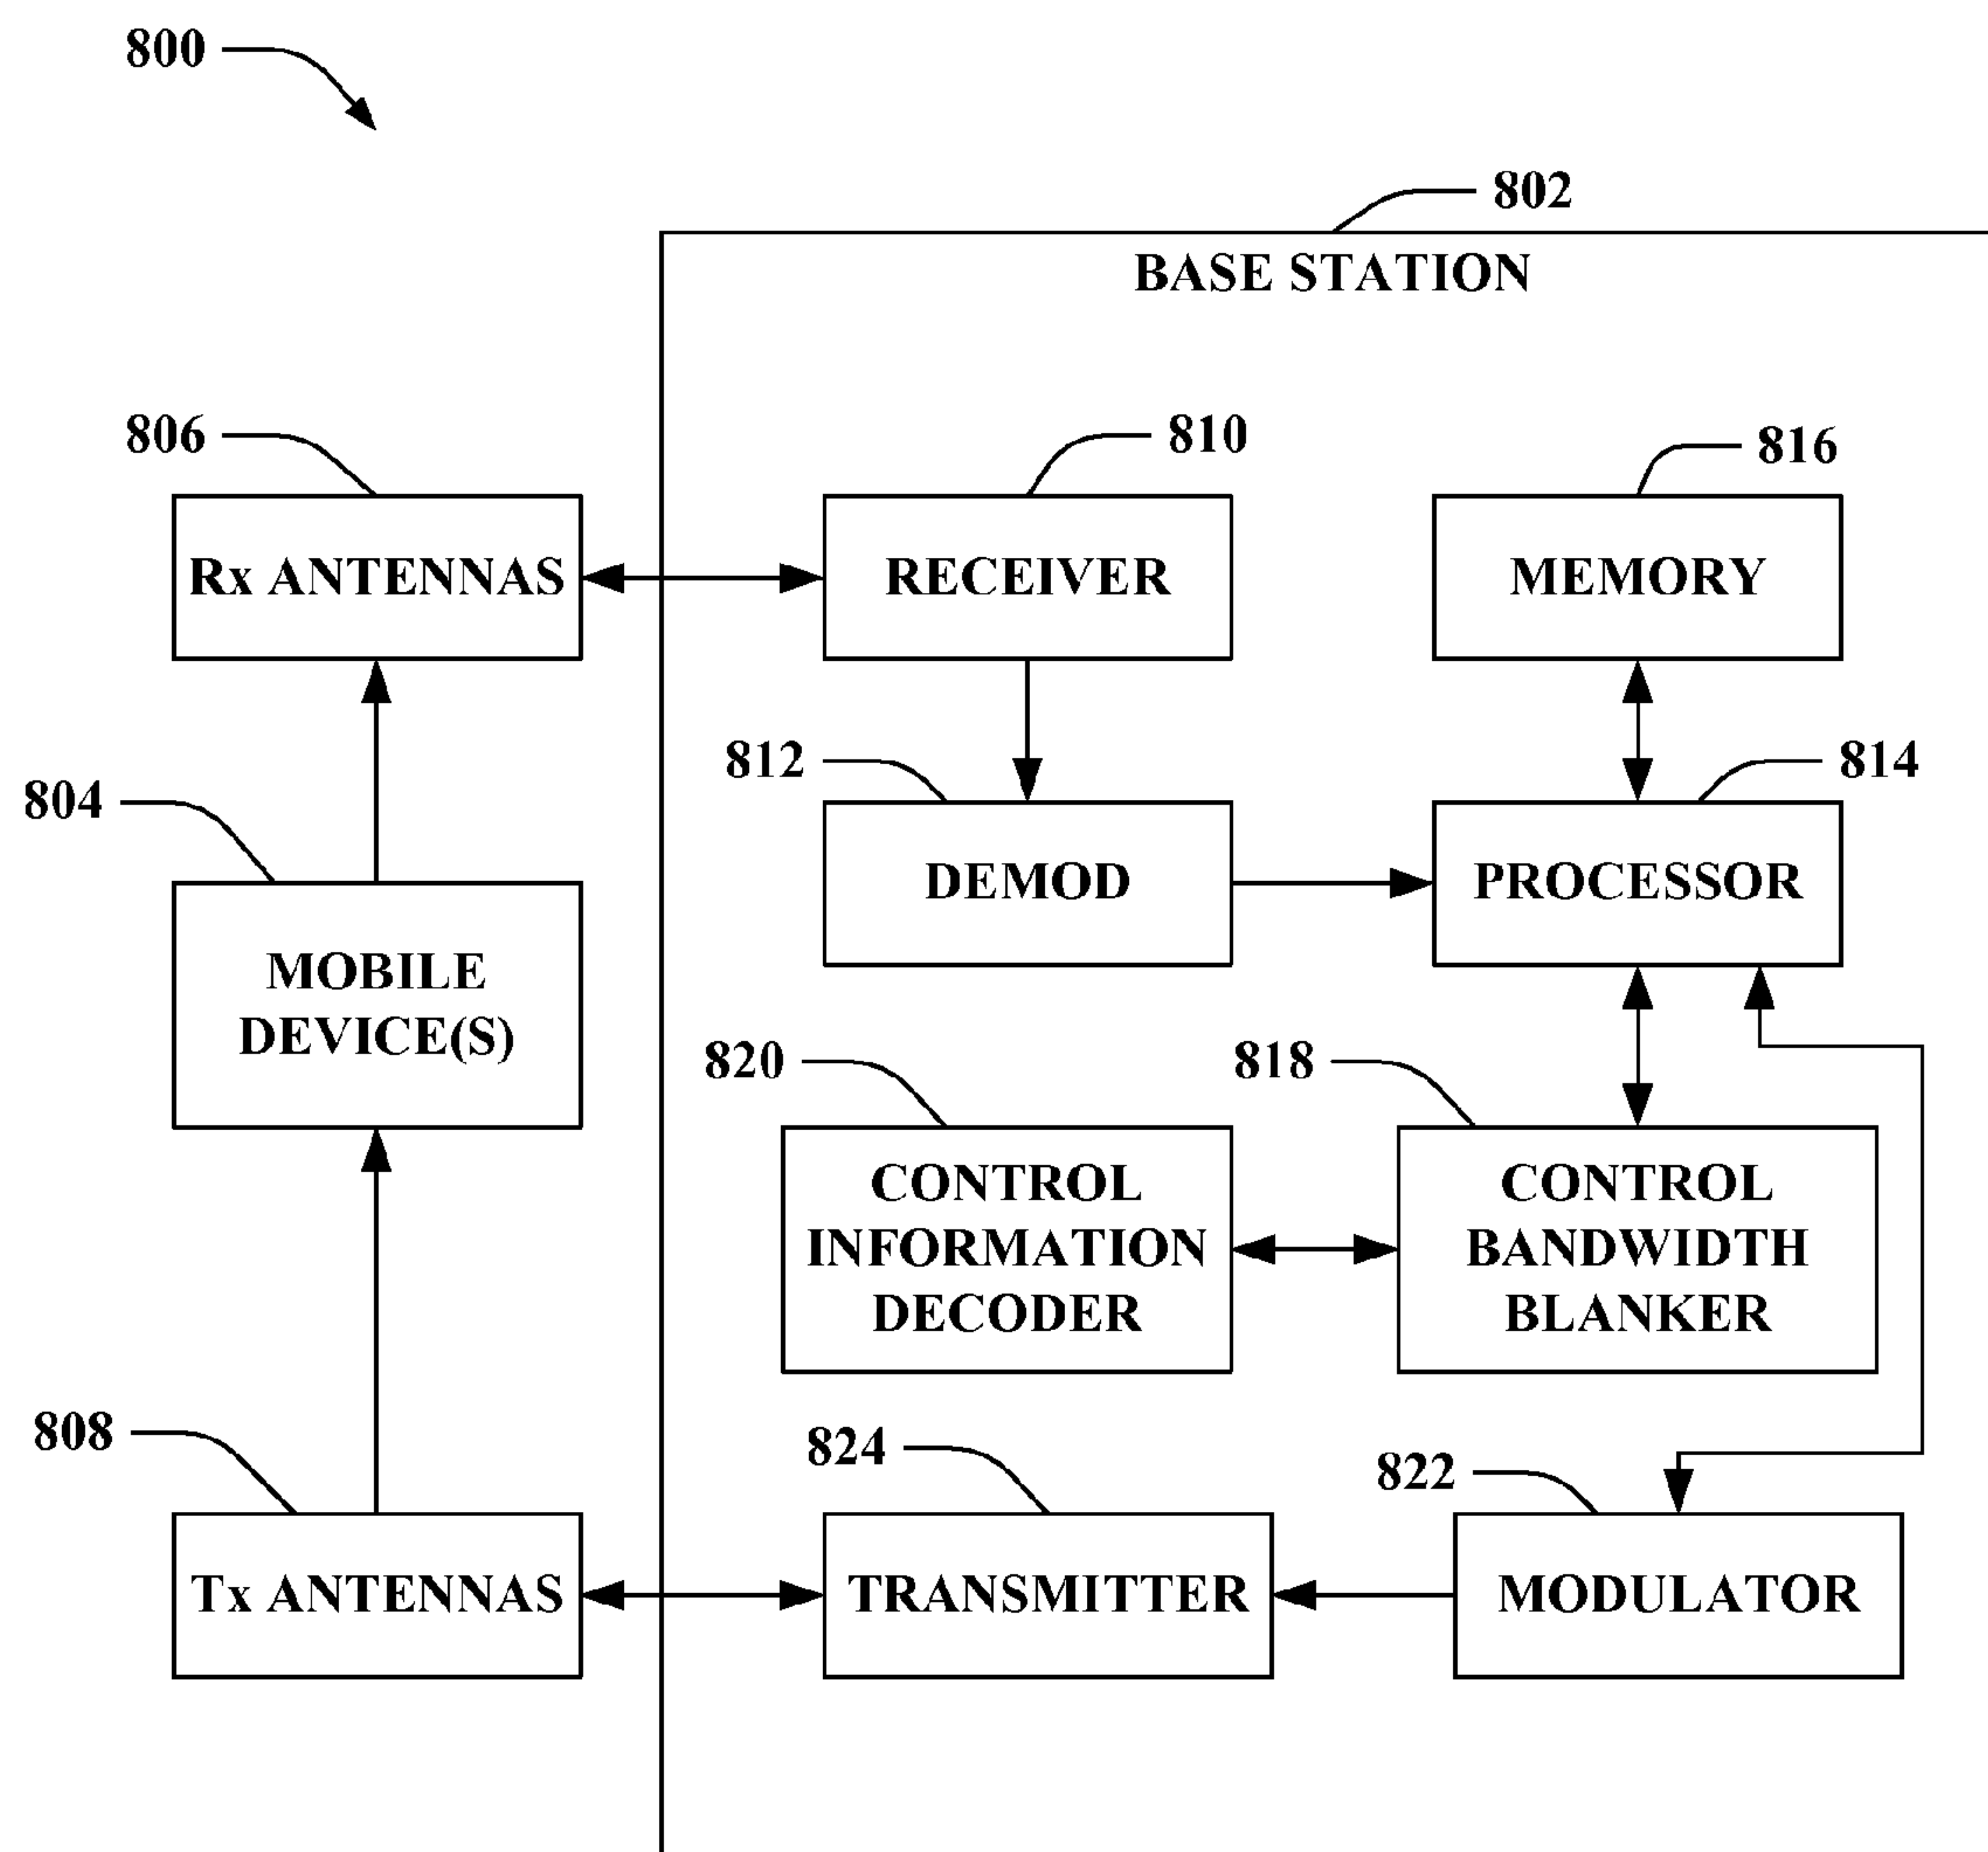 800
802
BASE STATION
806
810
816
Rx ANTENNAS
RECEIVER
MEMORY
812
814
804
DEMOD
PROCESSOR
MOBILE
DEVICE(S)
820
818
CONTROL
INFORMATION
DECODER
CONTROL
BANDWIDTH
BLANKER
808
824
822
Tx ANTENNAS
TRANSMITTER
MODULATOR